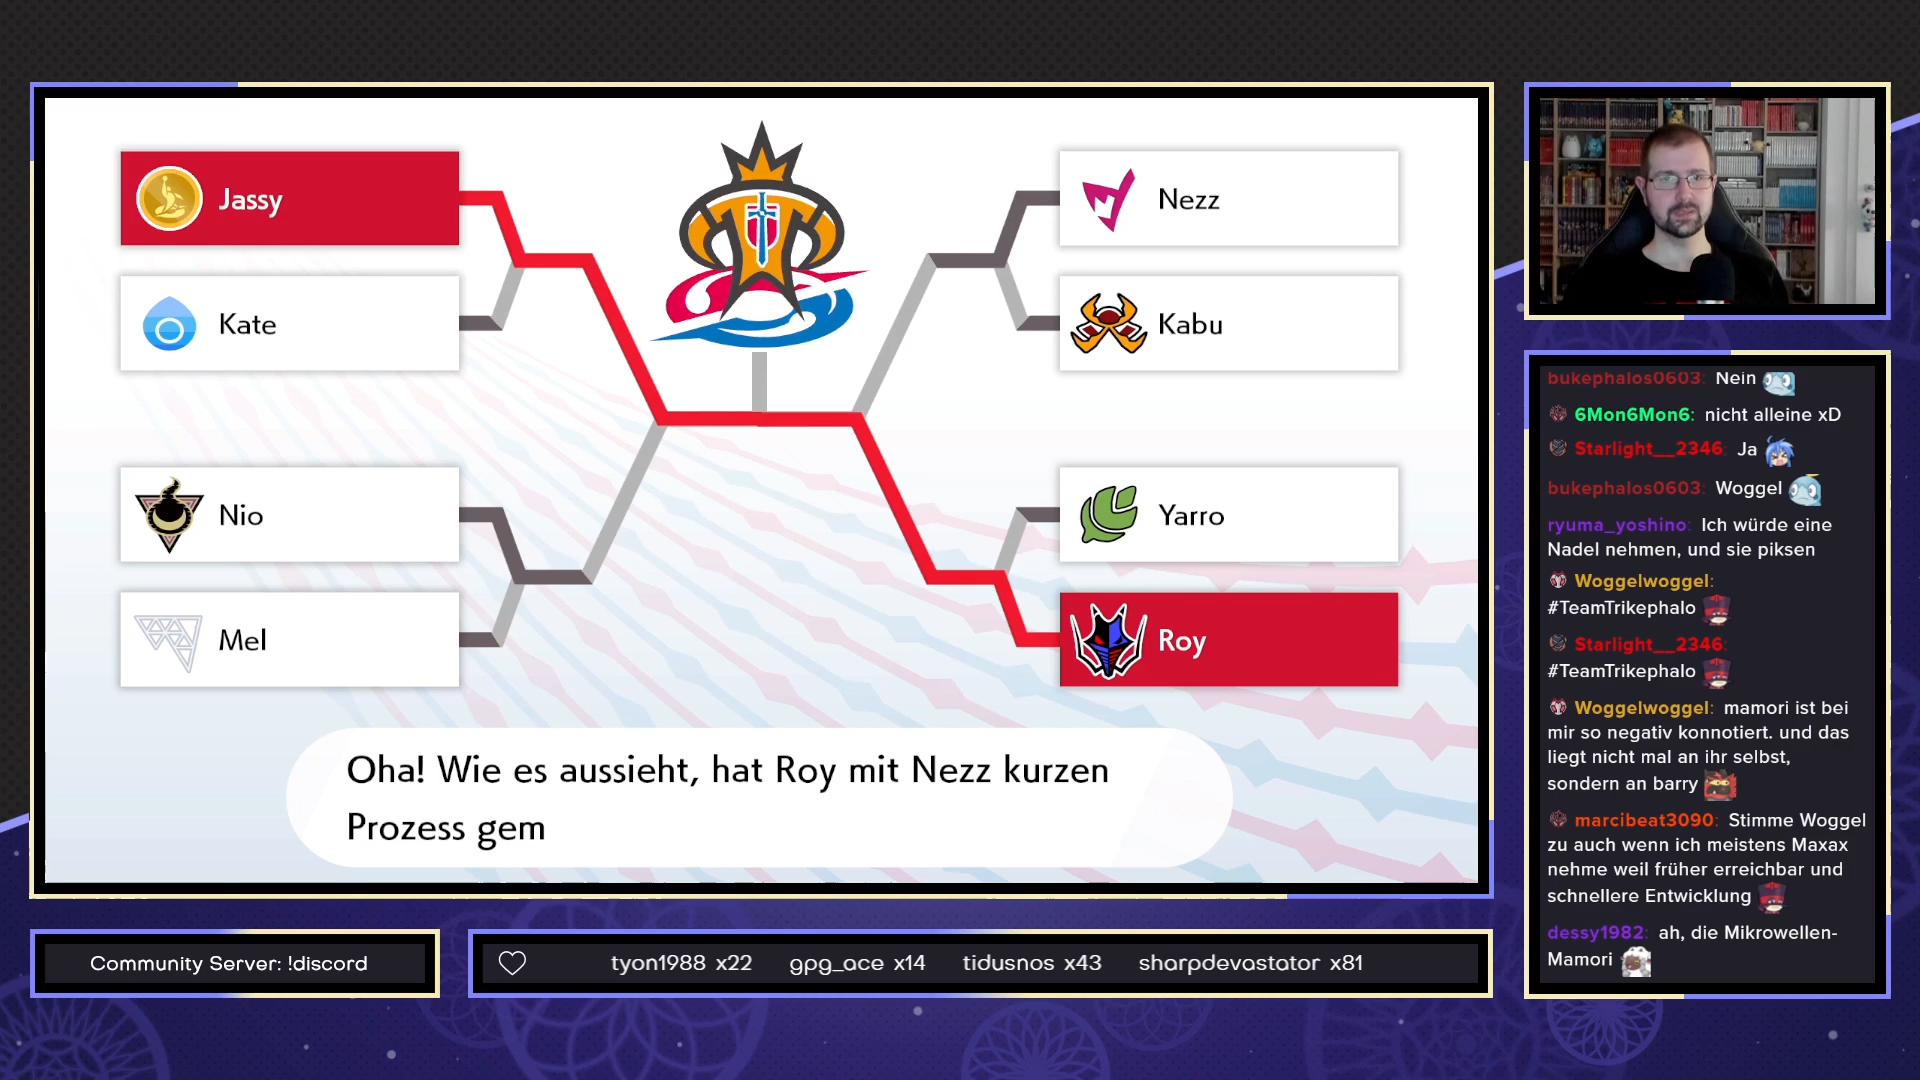 Jassy
Kate
Nio
Mel
Nezz
Kabu
Yarro
Roy
Oha! Wie es aussieht, hat Roy mit Nezz kurzen
Prozess gem
bukephalos0603: Nein
6Mon6Mon6: nicht alleine xD
Starlight__2346: Ja
bukephalos0603: Woggel
ryuma_yoshino: Ich würde eine
Nadel nehmen, und sie piksen
Woggelwoggel:
#TeamTrikephalo
Starlight__2346:
#TeamTrikephalo
Woggelwoggel: mamori ist bei
mir so negativ konnotiert. und das
liegt nicht mal an ihr selbst,
sondern an barry
marcibeat3090: Stimme Woggel
zu auch wenn ich meistens Maxax
nehme weil früher erreichbar und
schnellere Entwicklung
dessy1982: ah, die Mikrowellen-
Mamori
Community Server: !discord
tyon1988 x22 gpg_ace x14 tidusnos x43 sharpdevastator x81